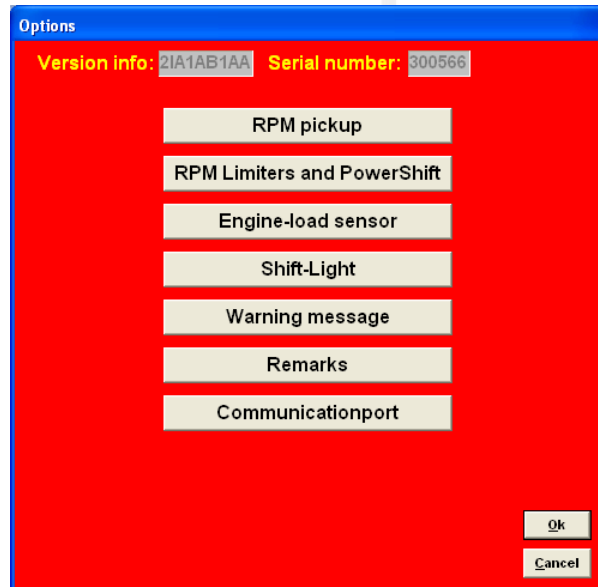 Options
Version info: 2IA1AB1AA Serial number: 300566
RPM pickup
RPM Limiters and PowerShift
Engine-load sensor
Shift-Light
Warning message
Remarks
Communicationport
Ok
Cancel